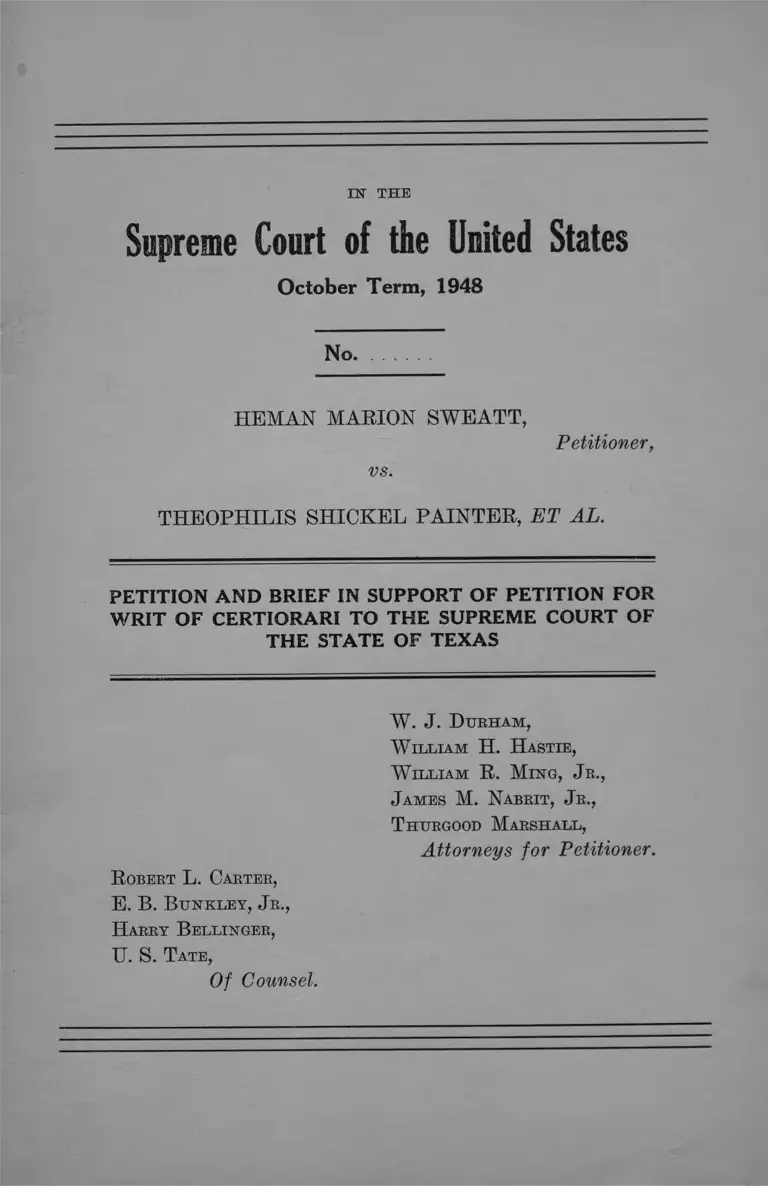 IN THE
Supreme Court of the United States
October Term, 1948
No. ......
HEMAN MARION SWEATT,
Petitioner,
vs.
THEOPHILIS SHICKEL PAINTER, ET AL.
PETITION AND BRIEF IN SUPPORT OF PETITION FOR
WRIT OF CERTIORARI TO THE SUPREME COURT OF
THE STATE OF TEXAS
W. J. DURHAM,
WILLIAM H. HASTIE,
WILLIAM R. MING, JR.,
JAMES M. NABRIT, JR.,
THURGOOD MARSHALL,
Attorneys for Petitioner.
ROBERT L. CARTER,
E. B. BUNKLEY, JR.,
HARRY BELLINGER,
U. S. TATE,
Of Counsel.